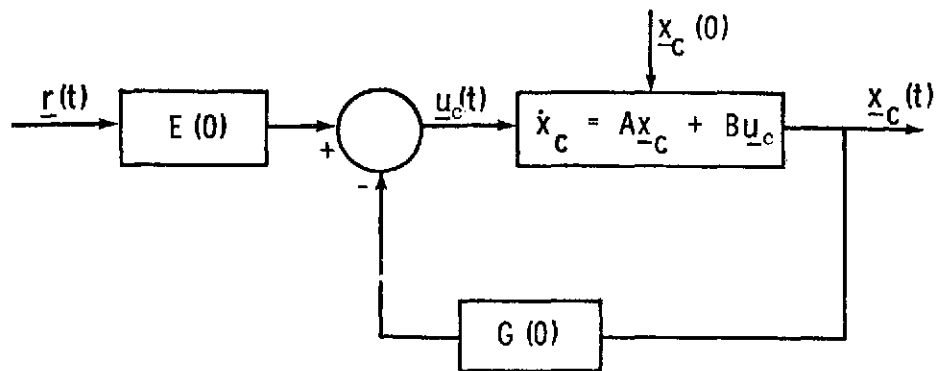 x_c(0)
r(t)
E(0)
+
-
u_c(t)
ẋ_c = Ax_c + Bu_c
x_c(t)
G(0)